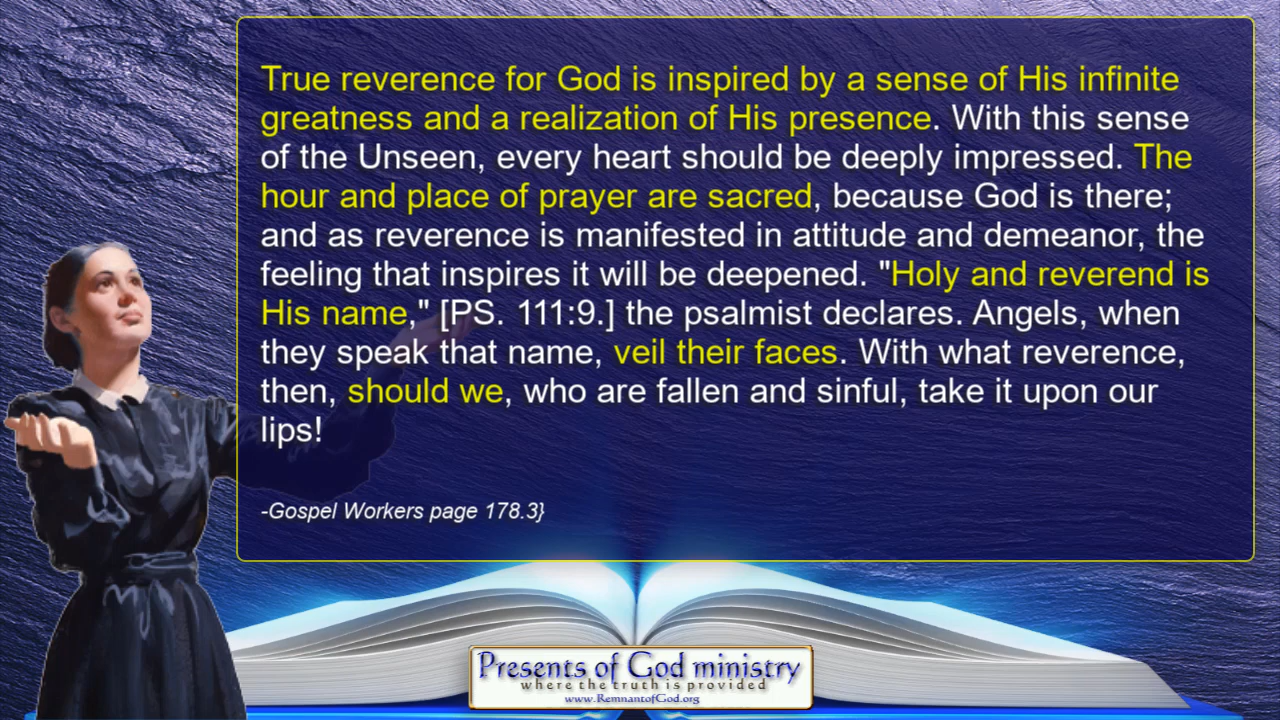 True reverence for God is inspired by a sense of His infinite
greatness and a realization of His presence. With this sense
of the Unseen, every heart should be deeply impressed. The
hour and place of prayer are sacred, because God is there;
and as reverence is manifested in attitude and demeanor, the
feeling that inspires it will be deepened. "Holy and reverend is
His name," [PS. 111:9.] the psalmist declares. Angels, when
they speak that name, veil their faces. With what reverence,
then, should we, who are fallen and sinful, take it upon our
lips!
-Gospel Workers page 178.3}
Presents of God ministry
where the truth is provided
www.RemnantofGod.org